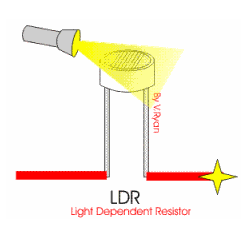 By V.Ryan
LDR
Light Dependent Resistor